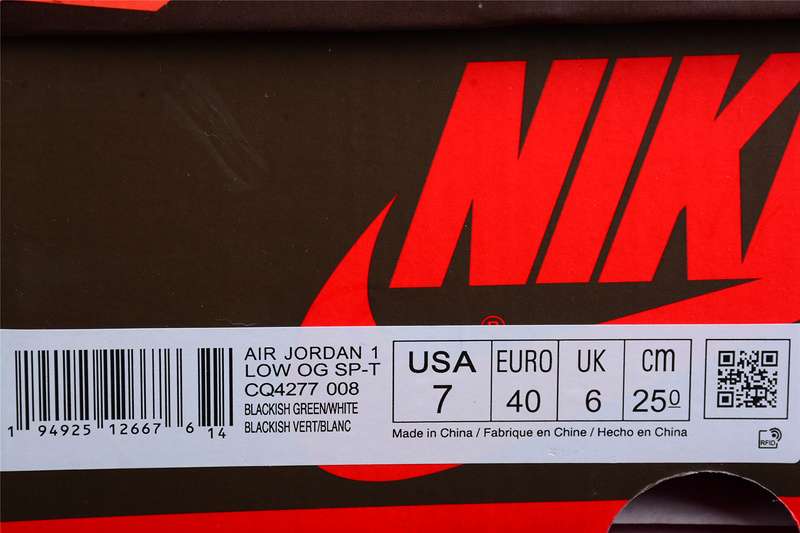 NIK
®
AIR JORDAN 1
LOW OG SP-T
CQ4277 008
BLACKISH GREEN/WHITE
BLACKISH VERT/BLANC
USA EURO UK cm
7 40 6 25 0
Made in China / Fabrique en Chine / Hecho en China
1 94925 12667 6 14
RFID